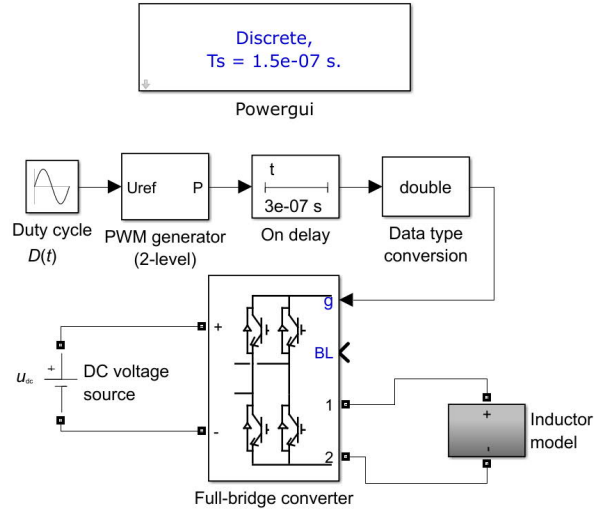 Discrete,
Ts = 1.5e-07 s.
Powergui
Uref
P
t
3e-07 s
double
Duty cycle
D(t)
PWM generator
(2-level)
On delay
Data type
conversion
g
+
BL
DC voltage
source
+
u_dc
1
-
2
+
-
Inductor
model
Full-bridge converter